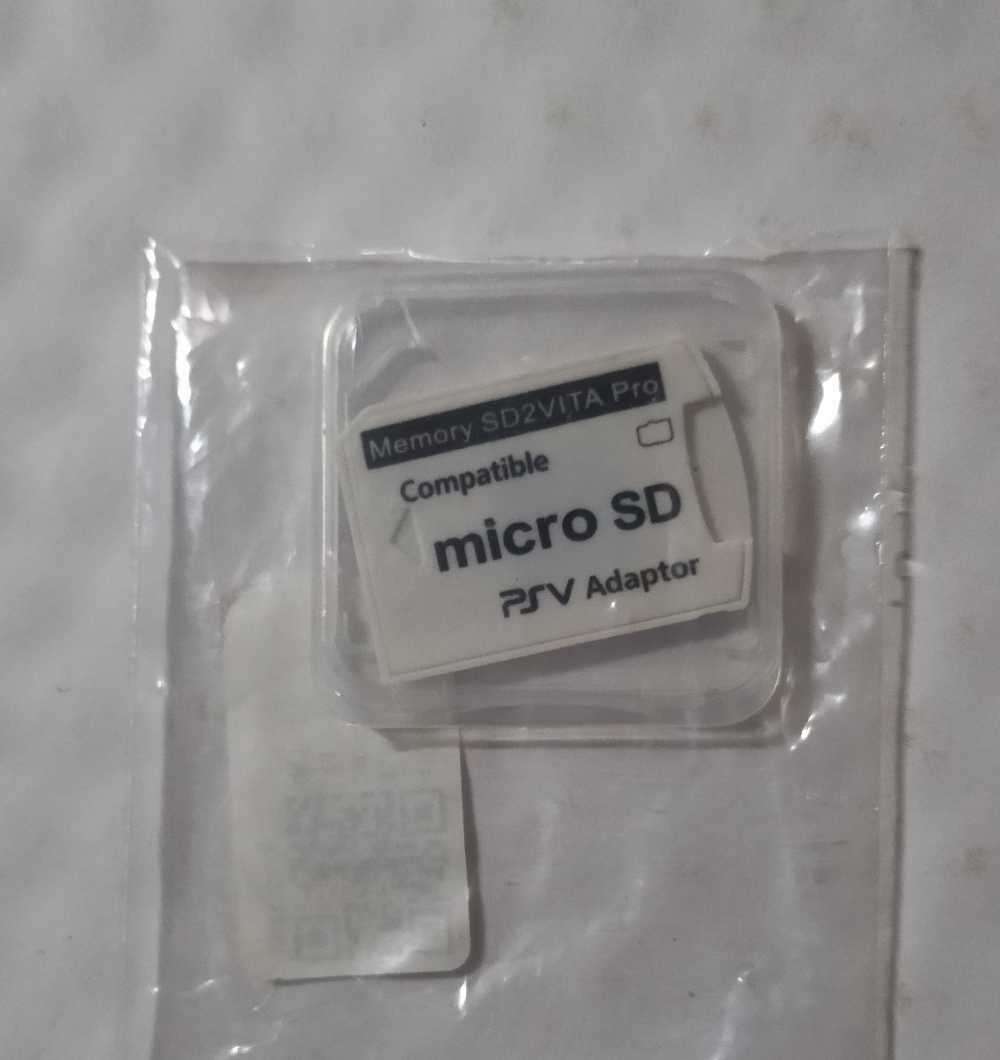 Memory SD2VITA Pro
Compatible
micro SD
PSV Adaptor